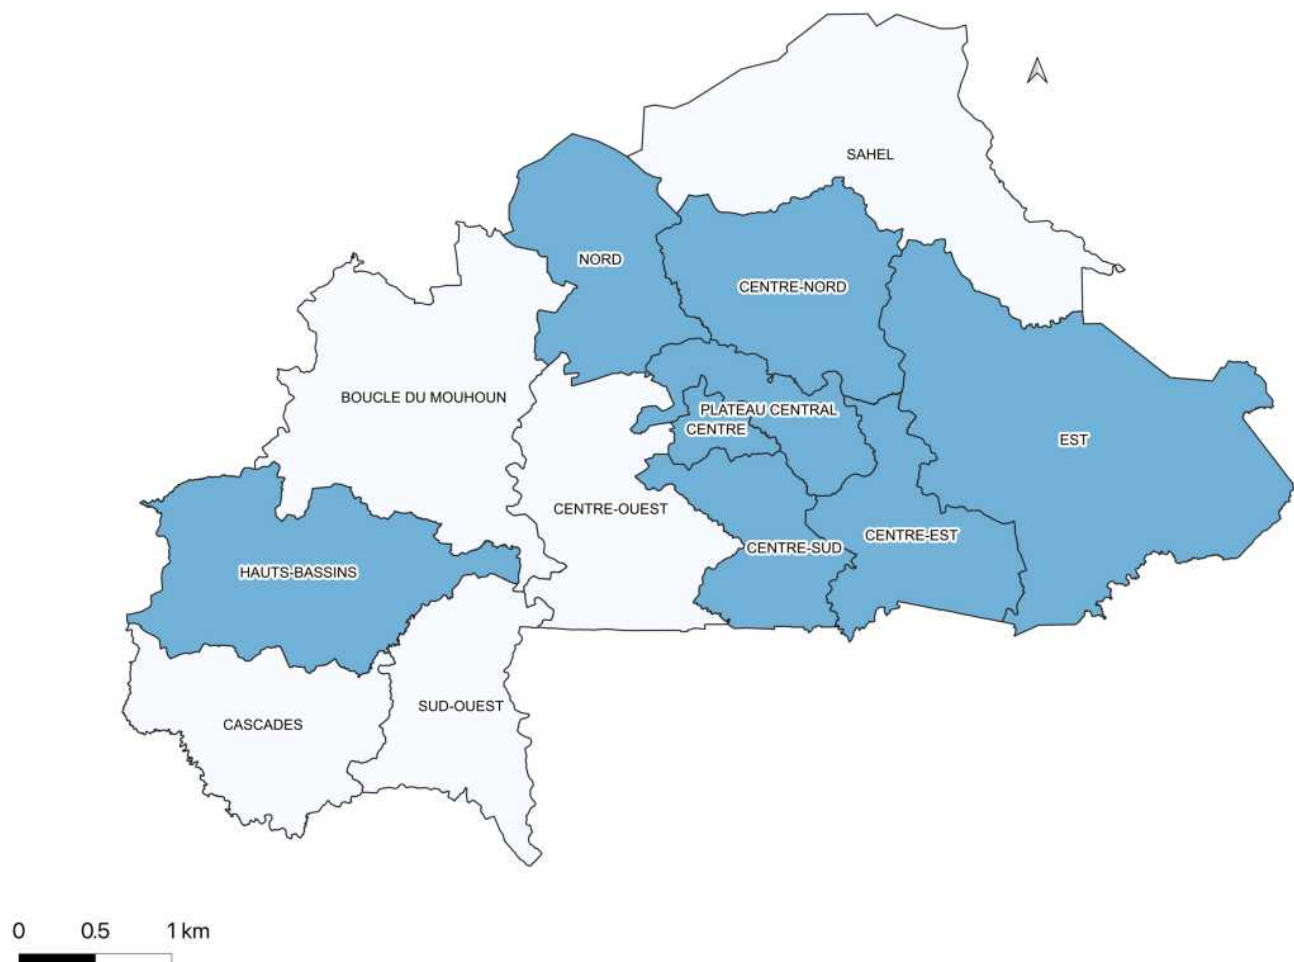 SAHEL
NORD
CENTRE-NORD
BOUCLE DU MOUHOUN
PLATEAU CENTRAL
CENTRE
EST
CENTRE-OUEST
CENTRE-EST
CENTRE-SUD
HAUTS-BASSINS
SUD-OUEST
CASCADES
0 0.5 1 km